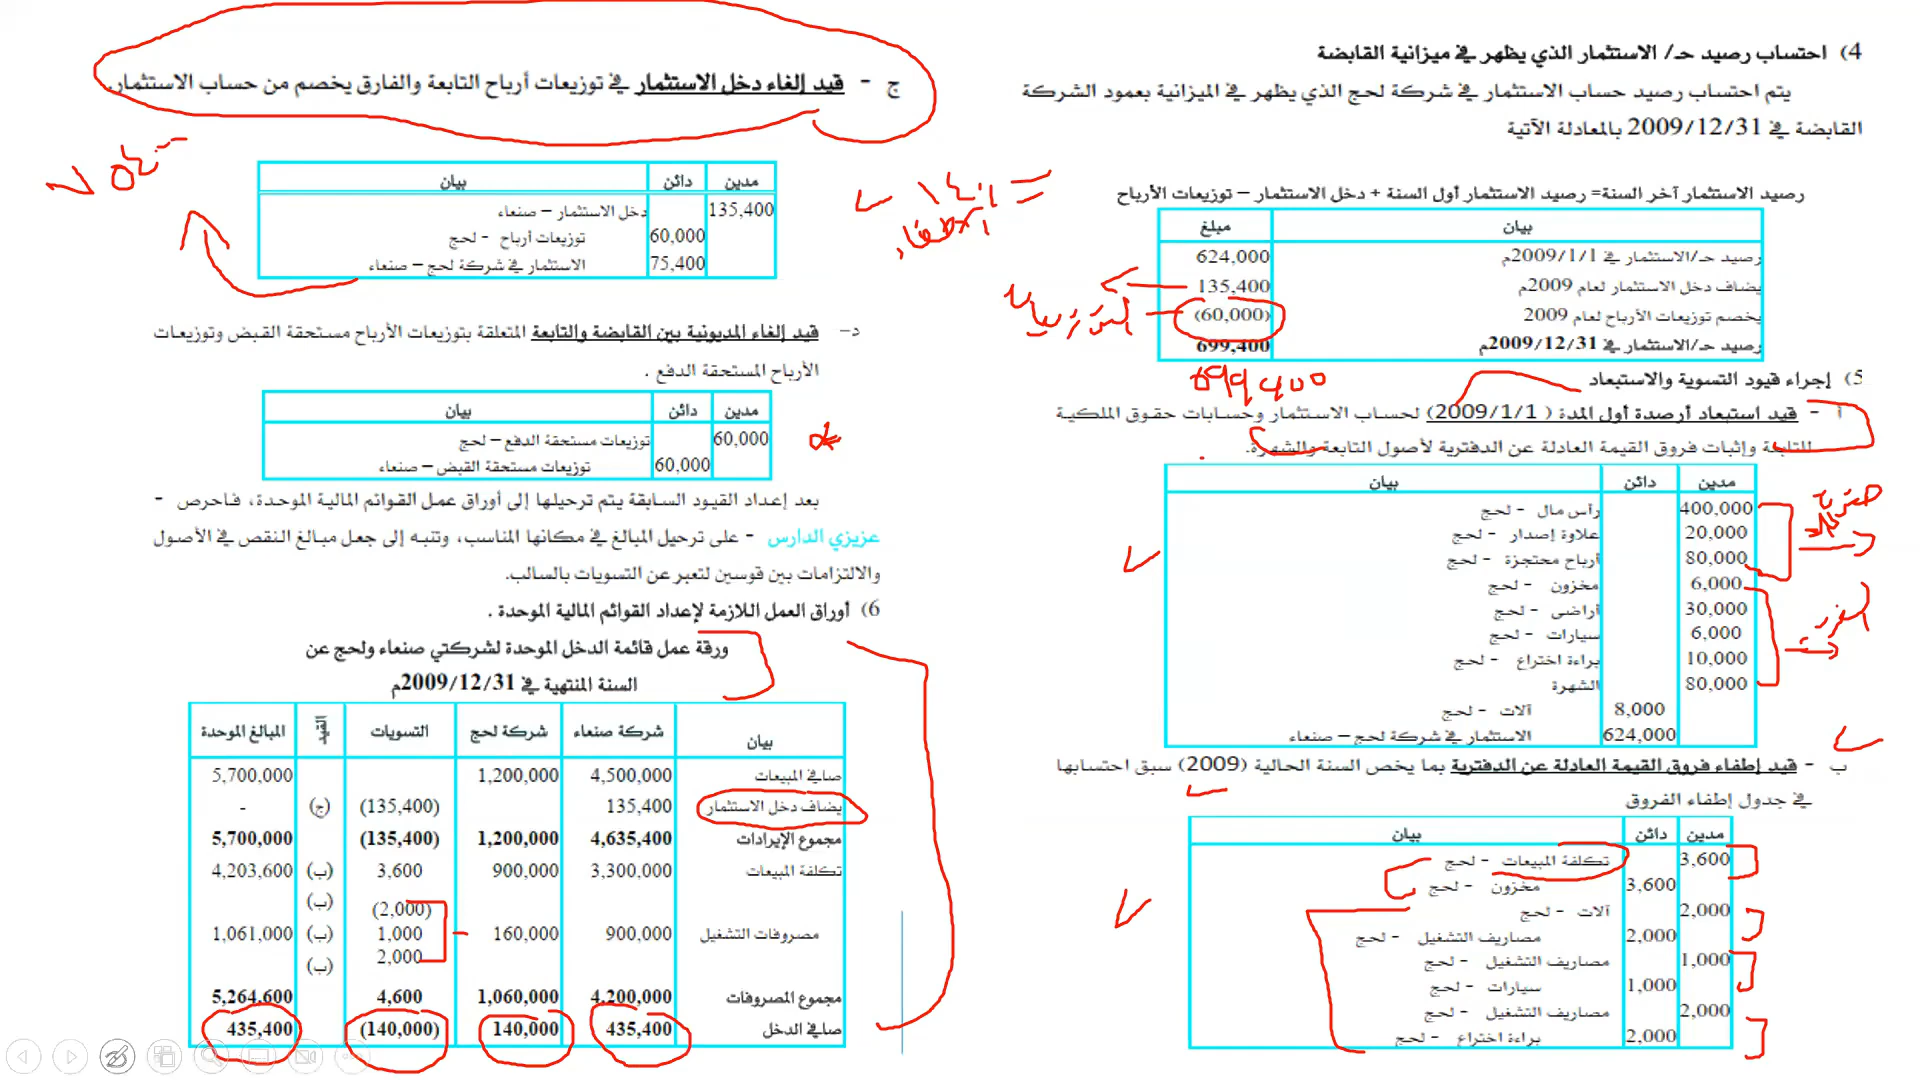 4) احتساب رصيد حـ/ الاستثمار الذي يظهر في ميزانية القابضة
يتم احتساب رصيد حساب الاستثمار في شركة لحج الذي يظهر في الميزانية بعمود الشركة
القابضة في 2009/12/31 بالمعادلة الآتية
رصيد الاستثمار آخر السنة= رصيد الاستثمار أول السنة + دخل الاستثمار – توزيعات الأرباح
بيان مبلغ
رصيد حـ/الاستثمار في 2009/1/1م 624,000
يضاف دخل الاستثمار لعام 2009م 135,400
يخصم توزيعات الأرباح لعام 2009 (60,000)
رصيد حـ/الاستثمار في 2009/12/31م 699,400
5) إجراء قيود التسوية والاستبعاد
أ - قيد استبعاد أرصدة أول المدة (2009/1/1) لحساب الاستثمار وحسابات حقوق الملكية
للتابعة وإثبات فروق القيمة العادلة عن الدفترية لأصول التابعة والشهرة.
مدين دائن بيان
400,000 رأس مال - لحج
20,000 علاوة إصدار - لحج
80,000 أرباح محتجزة - لحج
6,000 مخزون - لحج
30,000 أراضي - لحج
6,000 سيارات - لحج
10,000 براءة اختراع - لحج
80,000 الشهرة
8,000 آلات - لحج
624,000 الاستثمار في شركة لحج – صنعاء
ب - قيد إطفاء فروق القيمة العادلة عن الدفترية بما يخص السنة الحالية (2009) سبق احتسابها
في جدول إطفاء الفروق
مدين دائن بيان
3,600 تكلفة المبيعات - لحج
3,600 مخزون - لحج
2,000 آلات - لحج
2,000 مصاريف التشغيل - لحج
1,000 مصاريف التشغيل - لحج
1,000 سيارات - لحج
2,000 مصاريف التشغيل - لحج
2,000 براءة اختراع - لحج
ج - قيد إلغاء دخل الاستثمار في توزيعات أرباح التابعة والفارق يخصم من حساب الاستثمار.
مدين دائن بيان
135,400 دخل الاستثمار – صنعاء
60,000 توزيعات أرباح - لحج
75,400 الاستثمار في شركة لحج – صنعاء
د- قيد إلغاء المديونية بين القابضة والتابعة المتعلقة بتوزيعات الأرباح مستحقة القبض وتوزيعات
الأرباح المستحقة الدفع .
مدين دائن بيان
60,000 توزيعات مستحقة الدفع – لحج
60,000 توزيعات مستحقة القبض – صنعاء
بعد إعداد القيود السابقة يتم ترحيلها إلى أوراق عمل القوائم المالية الموحدة، فاحرص -
عزيزي الدارس - على ترحيل المبالغ في مكانها المناسب، وتنبه إلى جعل مبالغ النقص في الأصول
والالتزامات بين قوسين لتعبر عن التسويات بالسالب.
6) أوراق العمل اللازمة لإعداد القوائم المالية الموحدة .
ورقة عمل قائمة الدخل الموحدة لشركتي صنعاء ولحج عن
السنة المنتهية في 2009/12/31م
بيان شركة صنعاء شركة لحج التسويات القيد المبالغ الموحدة
صافي المبيعات 4,500,000 1,200,000 5,700,000
يضاف دخل الاستثمار 135,400 (135,400) (ج) -
مجموع الإيرادات 4,635,400 1,200,000 (135,400) 5,700,000
تكلفة المبيعات 3,300,000 900,000 3,600 (ب) 4,203,600
(2,000) (ب)
مصروفات التشغيل 900,000 160,000 1,000 (ب) 1,061,000
2,000 (ب)
مجموع المصروفات 4,200,000 1,060,000 4,600 5,264,600
صافي الدخل 435,400 140,000 (140,000) 435,400